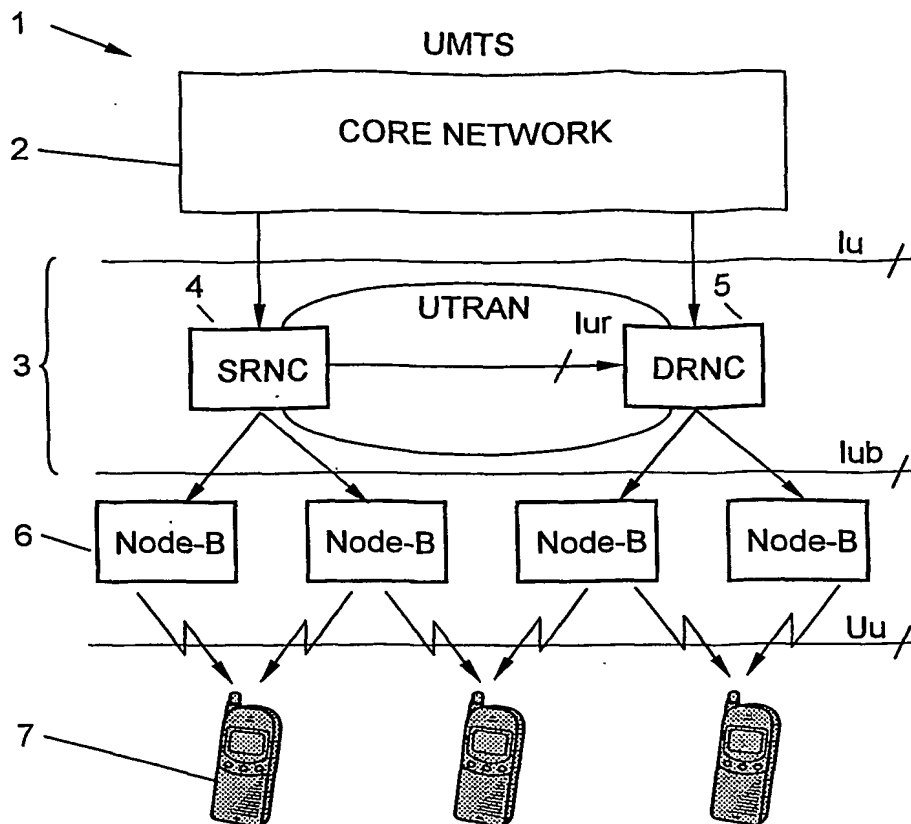 1
UMTS
CORE NETWORK
2
Iu
3
4
UTRAN
5
Iur
SRNC
DRNC
Iub
6
Node-B
Node-B
Node-B
Node-B
Uu
7